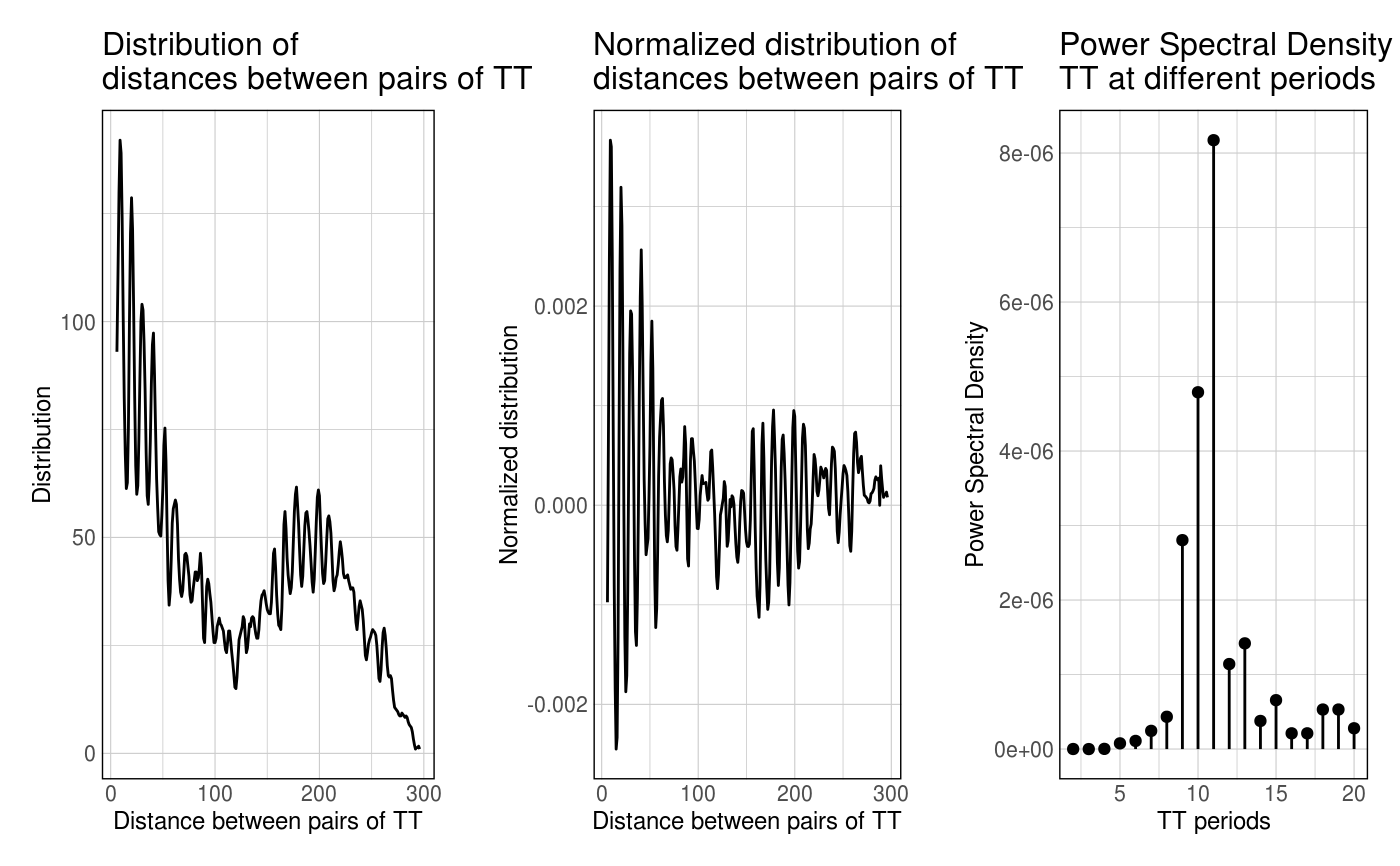 Distribution of
distances between pairs of TT
Distribution
100
50
0
0
100
200
300
Distance between pairs of TT
Normalized distribution of
distances between pairs of TT
Normalized distribution
0.002
0.000
-0.002
0
100
200
300
Distance between pairs of TT
Power Spectral Density
TT at different periods
Power Spectral Density
8e-06
6e-06
4e-06
2e-06
0e+00
5
10
15
20
TT periods